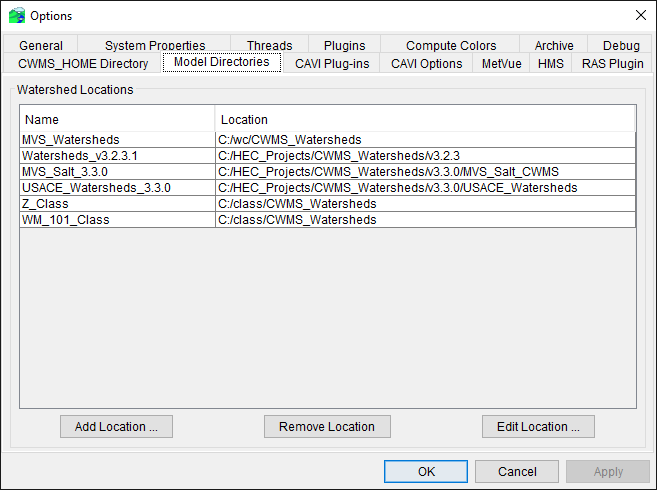 Options
General System Properties Threads Plugins Compute Colors Archive Debug
CWMS_HOME Directory Model Directories CAVI Plug-ins CAVI Options MetVue HMS RAS Plugin
Watershed Locations
Name Location
MVS_Watersheds C:/wc/CWMS_Watersheds
Watersheds_v3.2.3.1 C:/HEC_Projects/CWMS_Watersheds/v3.2.3
MVS_Salt_3.3.0 C:/HEC_Projects/CWMS_Watersheds/v3.3.0/MVS_Salt_CWMS
USACE_Watersheds_3.3.0 C:/HEC_Projects/CWMS_Watersheds/v3.3.0/USACE_Watersheds
Z_Class C:/class/CWMS_Watersheds
WM_101_Class C:/class/CWMS_Watersheds
Add Location ... Remove Location Edit Location ...
OK Cancel Apply